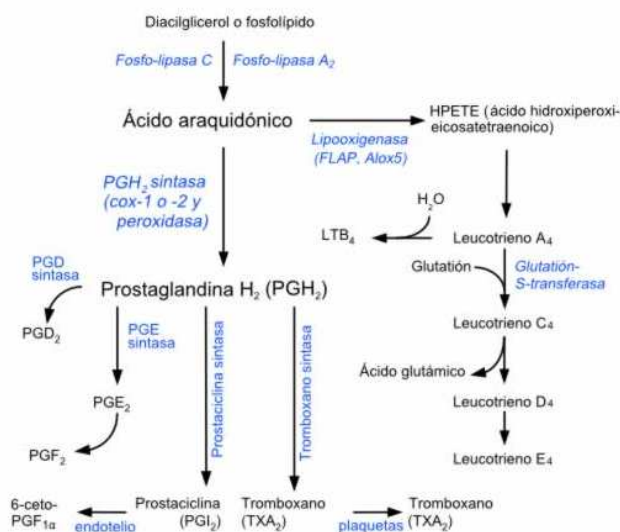 Diacilglicerol o fosfolípido
Fosfo-lipasa C
Fosfo-lipasa A2
Ácido araquidónico
Lipooxigenasa
(FLAP, Alox5)
HPETE (ácido hidroxiperoxi-
eicosatetraenoico)
PGH2 sintasa
(cox-1 o -2 y
peroxidasa)
H2O
LTB4
Leucotrieno A4
Glutatión
Glutatión-
S-transferasa
PGD
sintasa
Prostaglandina H2 (PGH2)
PGD2
PGE
sintasa
Prostaciclina sintasa
Tromboxano sintasa
Leucotrieno C4
Ácido glutámico
Leucotrieno D4
PGE2
PGF2
Leucotrieno E4
6-ceto-
PGF1α
endotelio
Prostaciclina
(PGI2)
Tromboxano
(TXA2)
plaquetas
Tromboxano
(TXA2)